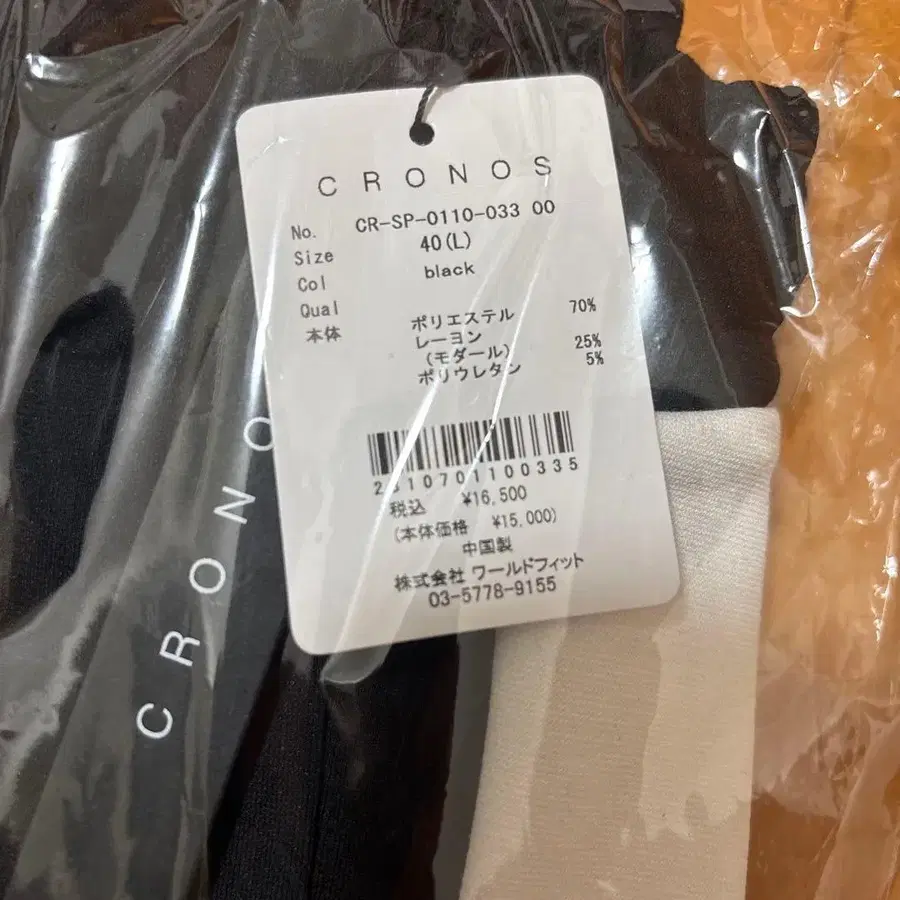 CRONOS
No. CR-SP-0110-033 00
Size 40(L)
Col black
Qual
本体 ポリエステル 70%
レーヨン
(モダール) 25%
ポリウレタン 5%
2310701100335
税込 ¥16,500
(本体価格 ¥15,000)
中国製
株式会社 ワールドフィット
03-5778-9155
CRONO